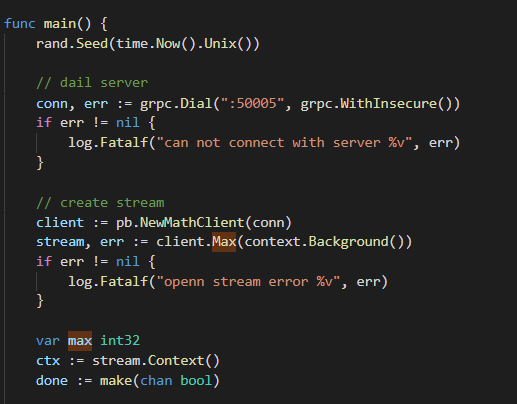 func main() {
rand.Seed(time.Now().Unix())
// dail server
conn, err := grpc.Dial(":50005", grpc.WithInsecure())
if err != nil {
log.Fatalf("can not connect with server %v", err)
}
// create stream
client := pb.NewMathClient(conn)
stream, err := client.Max(context.Background())
if err != nil {
log.Fatalf("openn stream error %v", err)
}
var max int32
ctx := stream.Context()
done := make(chan bool)